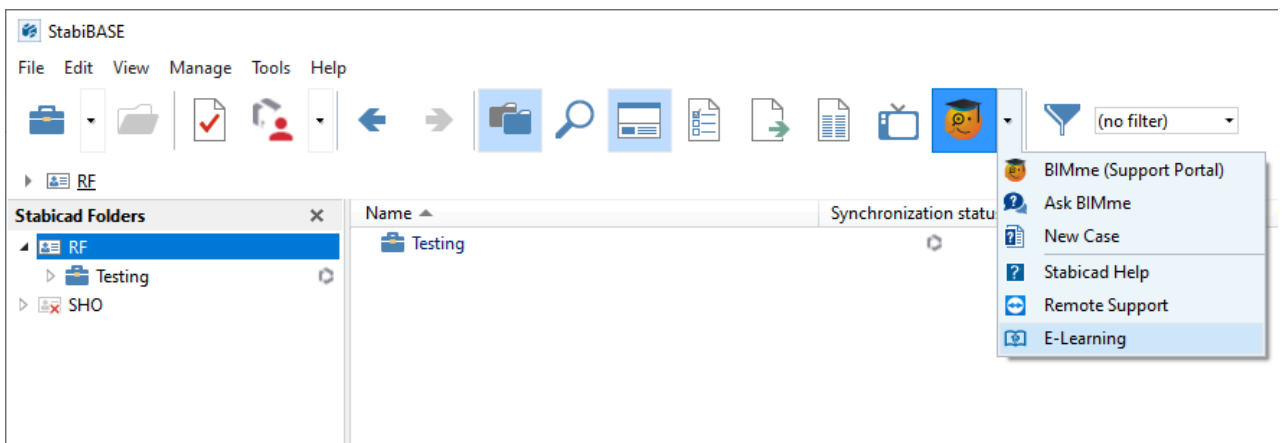 StabiBASE
File Edit View Manage Tools Help
(no filter)
RF
BIMme (Support Portal)
Ask BIMme
New Case
Stabicad Help
Remote Support
E-Learning
Stabicad Folders
Name Synchronization statu
RF
Testing
Testing
SHO